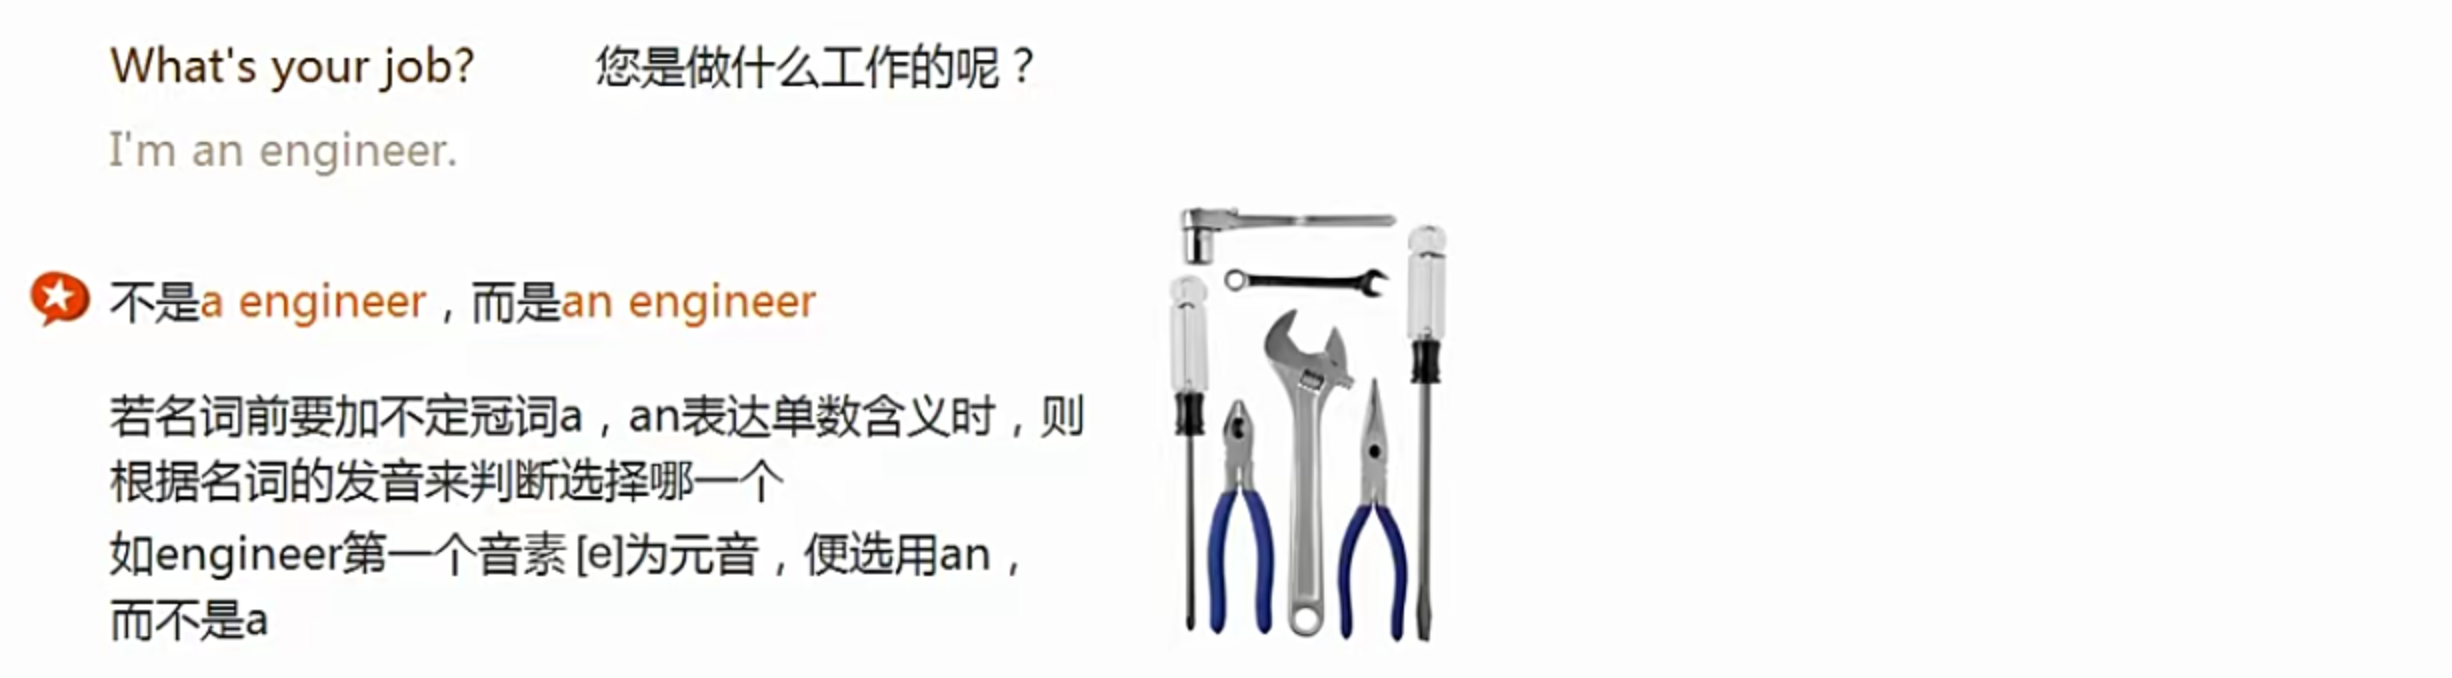 What's your job? 您是做什么工作的呢？
I'm an engineer.
不是a engineer，而是an engineer
若名词前要加不定冠词a，an表达单数含义时，则
根据名词的发音来判断选择哪一个
如engineer第一个音素[e]为元音，便选用an，
而不是a